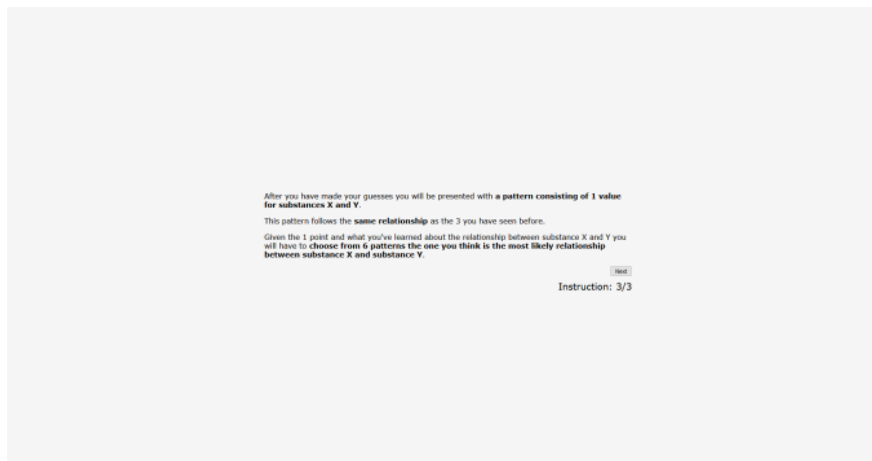 After you have made your guesses you will be presented with a pattern consisting of 1 value
for substances X and Y.
This pattern follows the same relationship as the 3 you have seen before.
Given the 1 point and what you've learned about the relationship between substance X and Y you
will have to choose from 6 patterns the one you think is the most likely relationship
between substance X and substance Y.
Next
Instruction: 3/3